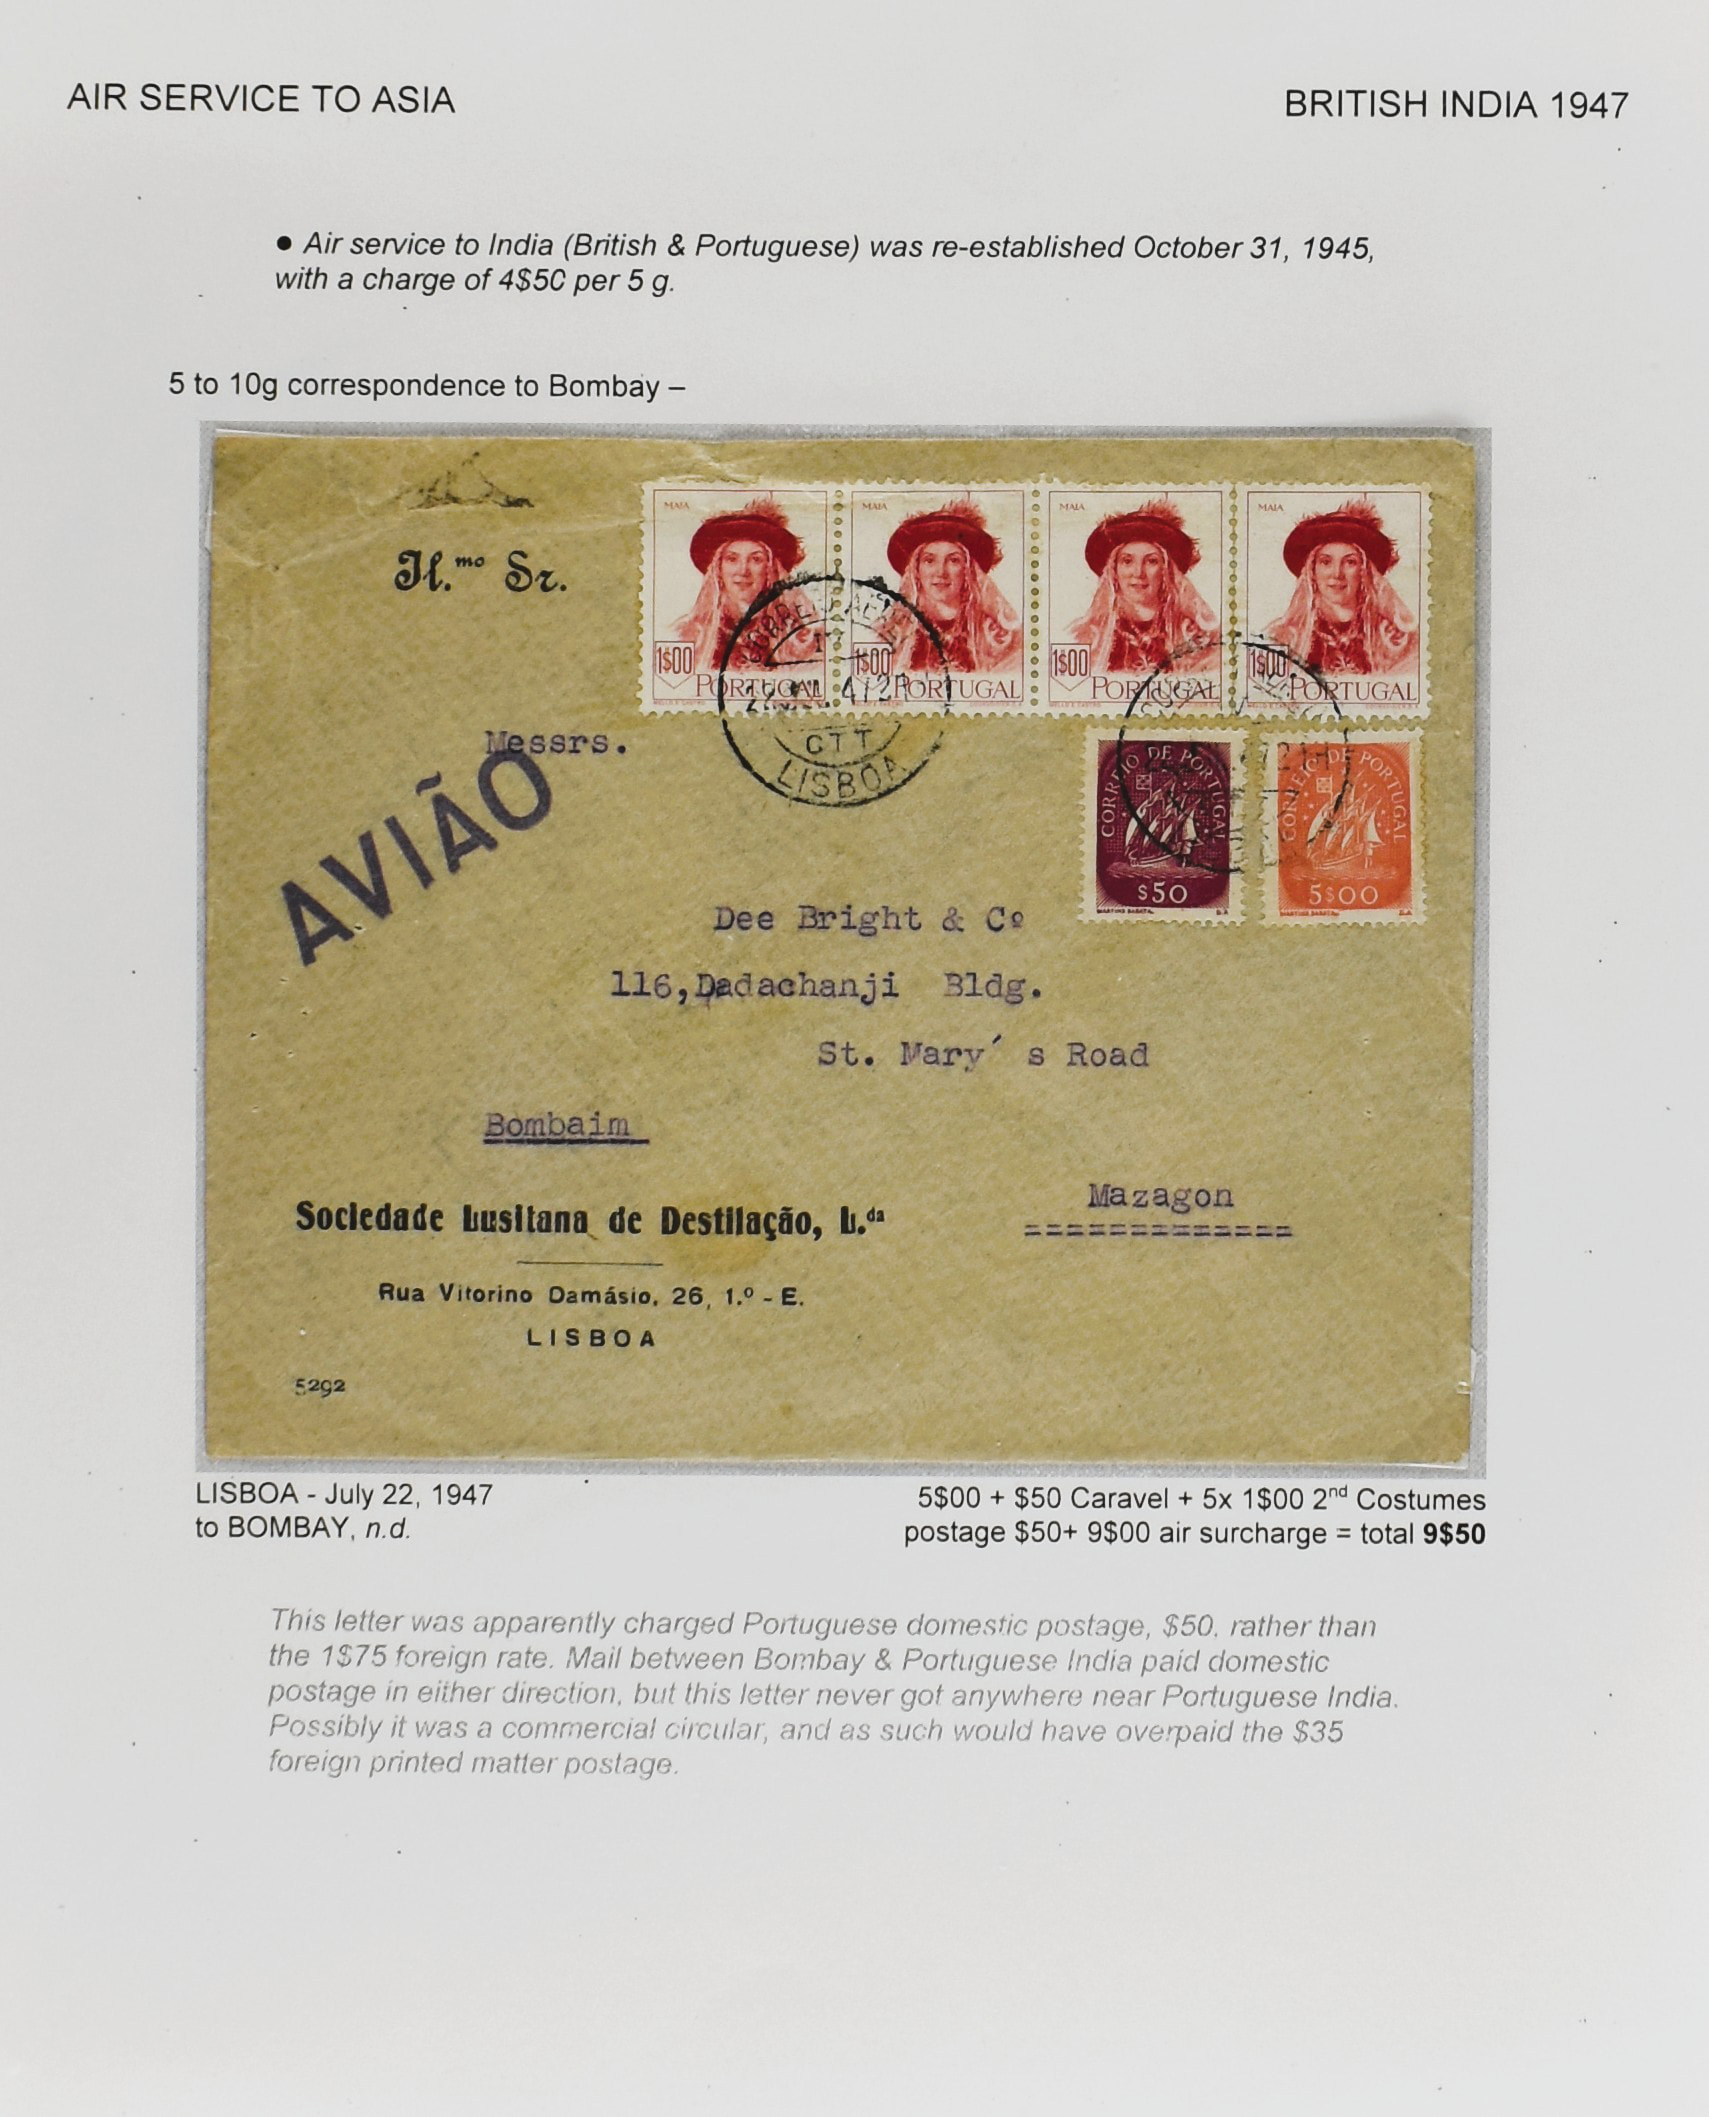 AIR SERVICE TO ASIA
BRITISH INDIA 1947
● Air service to India (British & Portuguese) was re-established October 31, 1945,
with a charge of 4$50 per 5 g.
5 to 10g correspondence to Bombay –
Il.mo Sr.
MAIA
1$00
PORTUGAL
MAIA
1$00
PORTUGAL
MAIA
1$00
PORTUGAL
MAIA
1$00
PORTUGAL
CORREIO
CTT
LISBOA
CORREIO DE PORTUGAL
$50
CORREIO DE PORTUGAL
5$00
Messrs.
AVIÃO
Dee Bright & Cº
116,Dadachanji Bldg.
St. Mary´ s Road
Bombaim
Mazagon
=============
Sociedade Lusitana de Destilação, L.da
Rua Vitorino Damásio, 26, 1.º - E.
LISBOA
5292
LISBOA - July 22, 1947
to BOMBAY, n.d.
5$00 + $50 Caravel + 5x 1$00 2nd Costumes
postage $50+ 9$00 air surcharge = total 9$50
This letter was apparently charged Portuguese domestic postage, $50, rather than
the 1$75 foreign rate. Mail between Bombay & Portuguese India paid domestic
postage in either direction, but this letter never got anywhere near Portuguese India.
Possibly it was a commercial circular, and as such would have overpaid the $35
foreign printed matter postage.